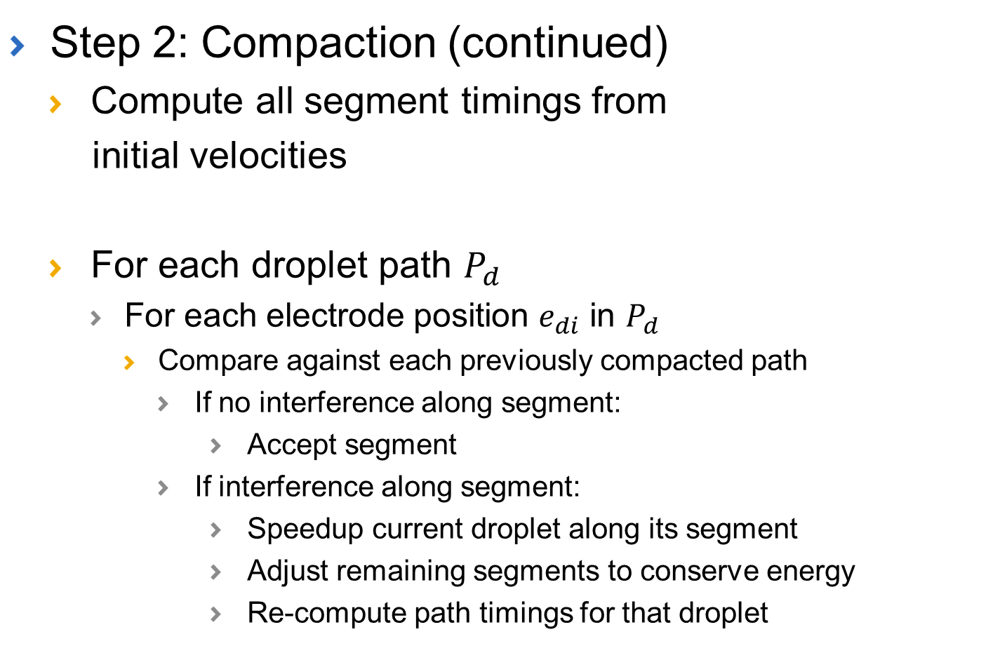 Step 2: Compaction (continued)
Compute all segment timings from
initial velocities
For each droplet path $P_d$
For each electrode position $e_{di}$ in $P_d$
Compare against each previously compacted path
If no interference along segment:
Accept segment
If interference along segment:
Speedup current droplet along its segment
Adjust remaining segments to conserve energy
Re-compute path timings for that droplet